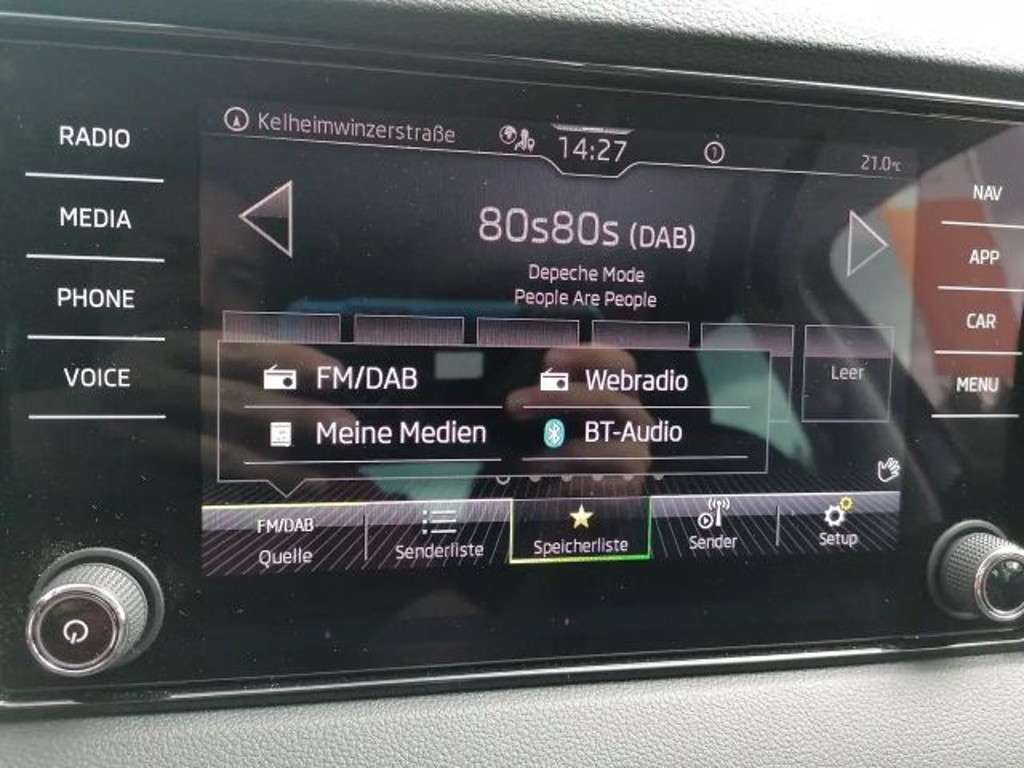 RADIO
MEDIA
PHONE
VOICE
Kelheimwinzerstraße
14:27
21.0°C
80s80s (DAB)
Depeche Mode
People Are People
FM/DAB
Webradio
Meine Medien
BT-Audio
Leer
FM/DAB
Quelle
Senderliste
Speicherliste
Sender
Setup
NAV
APP
CAR
MENU